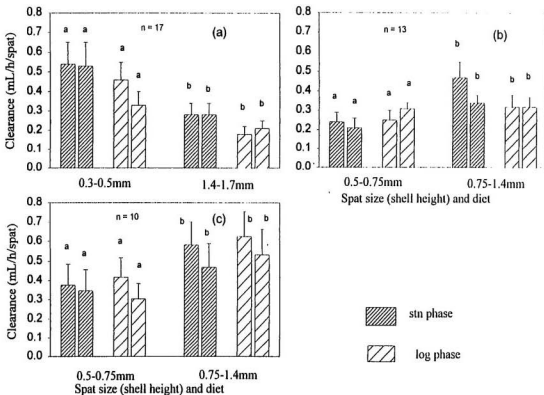 0.8
0.7
0.6
0.5
0.4
0.3
0.2
0.1
0.0
Clearance (mL/h/spat)
n = 17
(a)
a a a a b b b b
0.3-0.5mm 1.4-1.7mm
0.8
0.7
0.6
0.5
0.4
0.3
0.2
0.1
0.0
n = 13
(b)
a a a a b b b b
0.5-0.75mm 0.75-1.4mm
Spat size (shell height) and diet
0.8
0.7
0.6
0.5
0.4
0.3
0.2
0.1
0.0
Clearance (mL/h/spat)
n = 10
(c)
a a a a b b b b
0.5-0.75mm 0.75-1.4mm
Spat size (shell height) and diet
stn phase
log phase